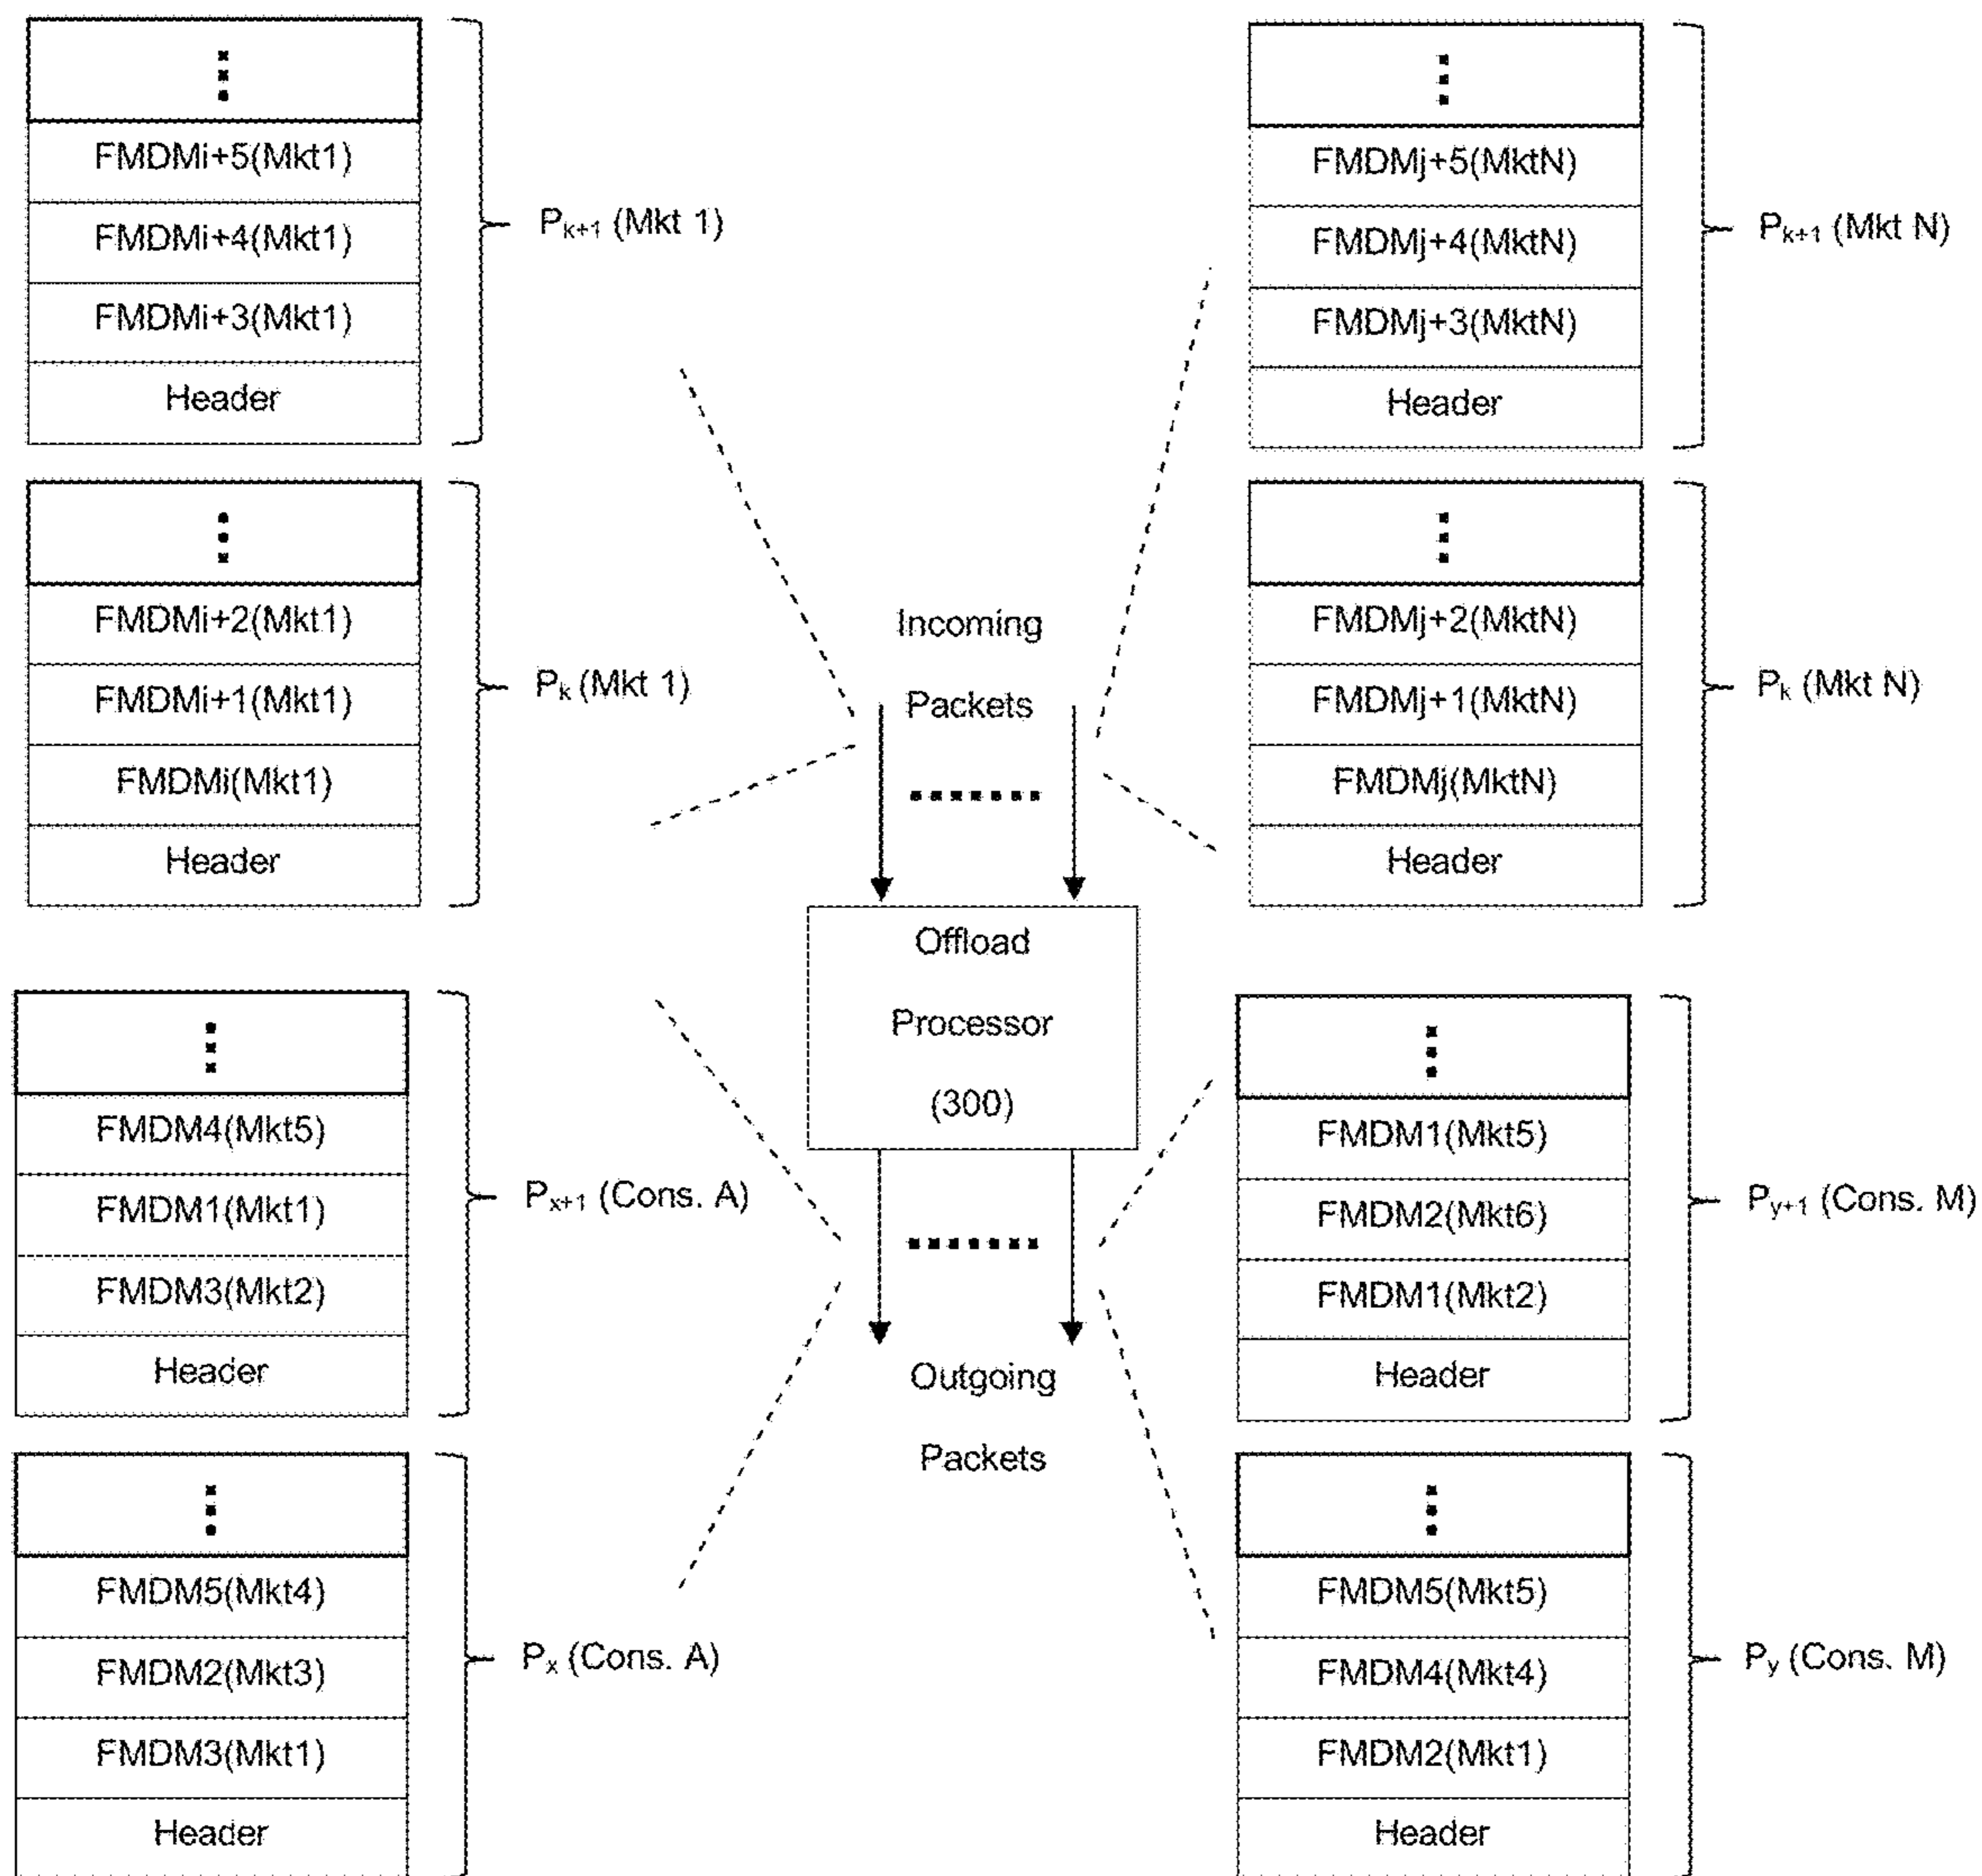 FMDMi+5(Mkt1)
FMDMi+4(Mkt1)
FMDMi+3(Mkt1)
Header
Pk+1 (Mkt 1)
FMDMi+2(Mkt1)
FMDMi+1(Mkt1)
FMDMi(Mkt1)
Header
Pk (Mkt 1)
FMDMj+5(MktN)
FMDMj+4(MktN)
FMDMj+3(MktN)
Header
Pk+1 (Mkt N)
FMDMj+2(MktN)
FMDMj+1(MktN)
FMDMj(MktN)
Header
Pk (Mkt N)
Incoming
Packets
Offload
Processor
(300)
Outgoing
Packets
FMDM4(Mkt5)
FMDM1(Mkt1)
FMDM3(Mkt2)
Header
Px+1 (Cons. A)
FMDM5(Mkt4)
FMDM2(Mkt3)
FMDM3(Mkt1)
Header
Px (Cons. A)
FMDM1(Mkt5)
FMDM2(Mkt6)
FMDM1(Mkt2)
Header
Py+1 (Cons. M)
FMDM5(Mkt5)
FMDM4(Mkt4)
FMDM2(Mkt1)
Header
Py (Cons. M)